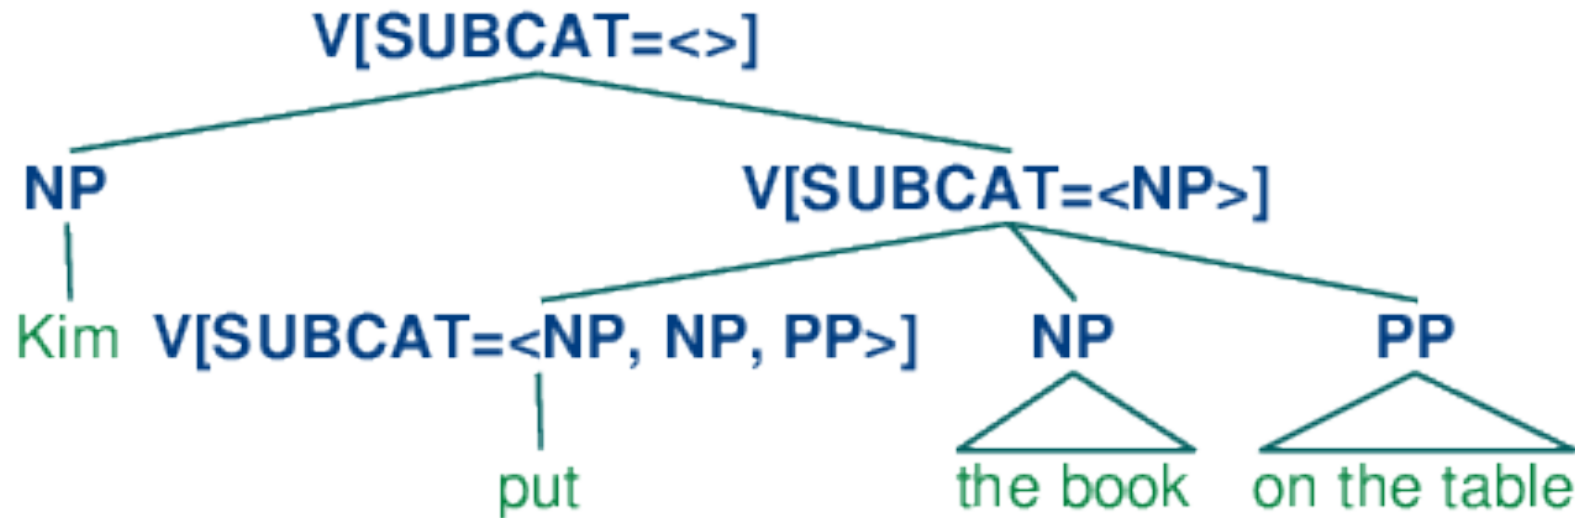 V[SUBCAT=<>]
NP V[SUBCAT=<NP>]
Kim V[SUBCAT=<NP, NP, PP>] NP PP
put the book on the table